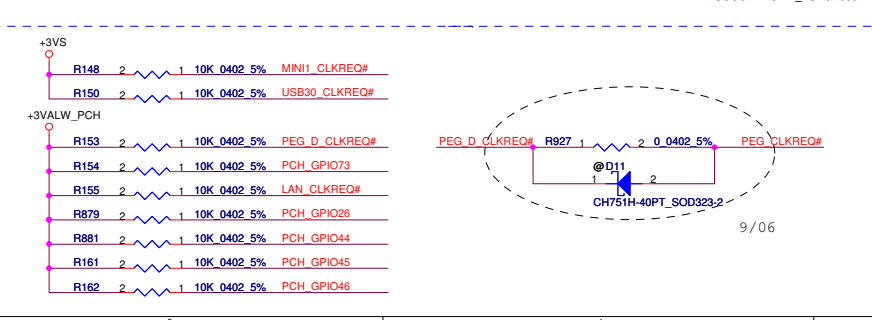 +3VS
R148 2 1 10K_0402_5% MINI1_CLKREQ#
R150 2 1 10K_0402_5% USB30_CLKREQ#
+3VALW_PCH
R153 2 1 10K_0402_5% PEG_D_CLKREQ#
R154 2 1 10K_0402_5% PCH_GPIO73
R155 2 1 10K_0402_5% LAN_CLKREQ#
R879 2 1 10K_0402_5% PCH_GPIO26
R881 2 1 10K_0402_5% PCH_GPIO44
R161 2 1 10K_0402_5% PCH_GPIO45
R162 2 1 10K_0402_5% PCH_GPIO46
PEG_D_CLKREQ# R927 1 2 0_0402_5% PEG_CLKREQ#
@D11
1 2
CH751H-40PT_SOD323-2
9/06